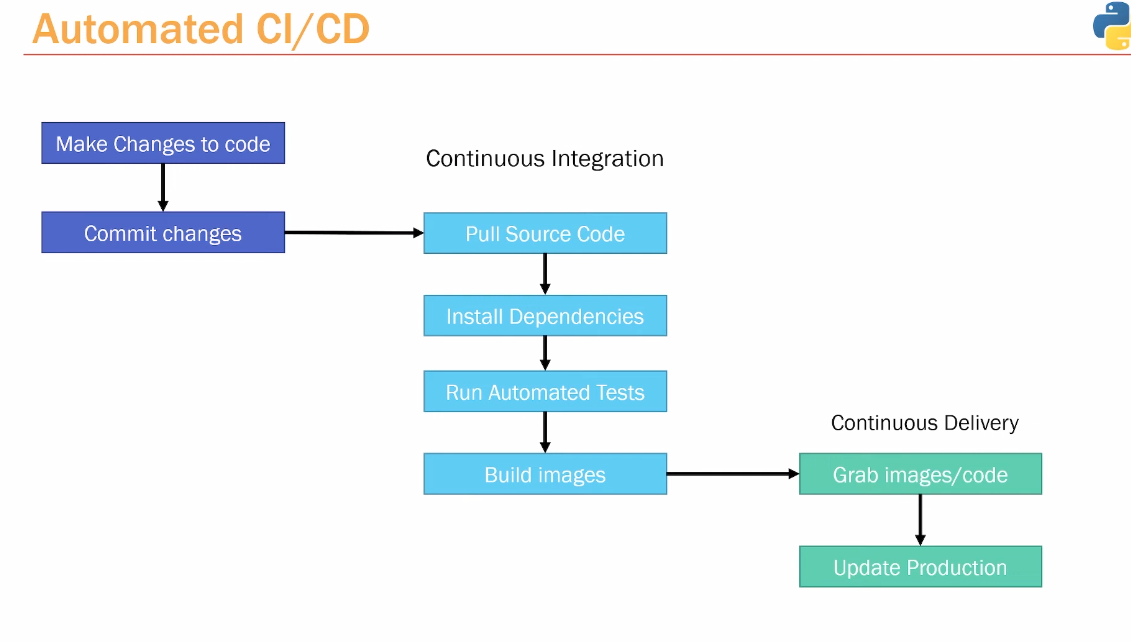 Automated CI/CD
Make Changes to code
Commit changes
Continuous Integration
Pull Source Code
Install Dependencies
Run Automated Tests
Build images
Continuous Delivery
Grab images/code
Update Production